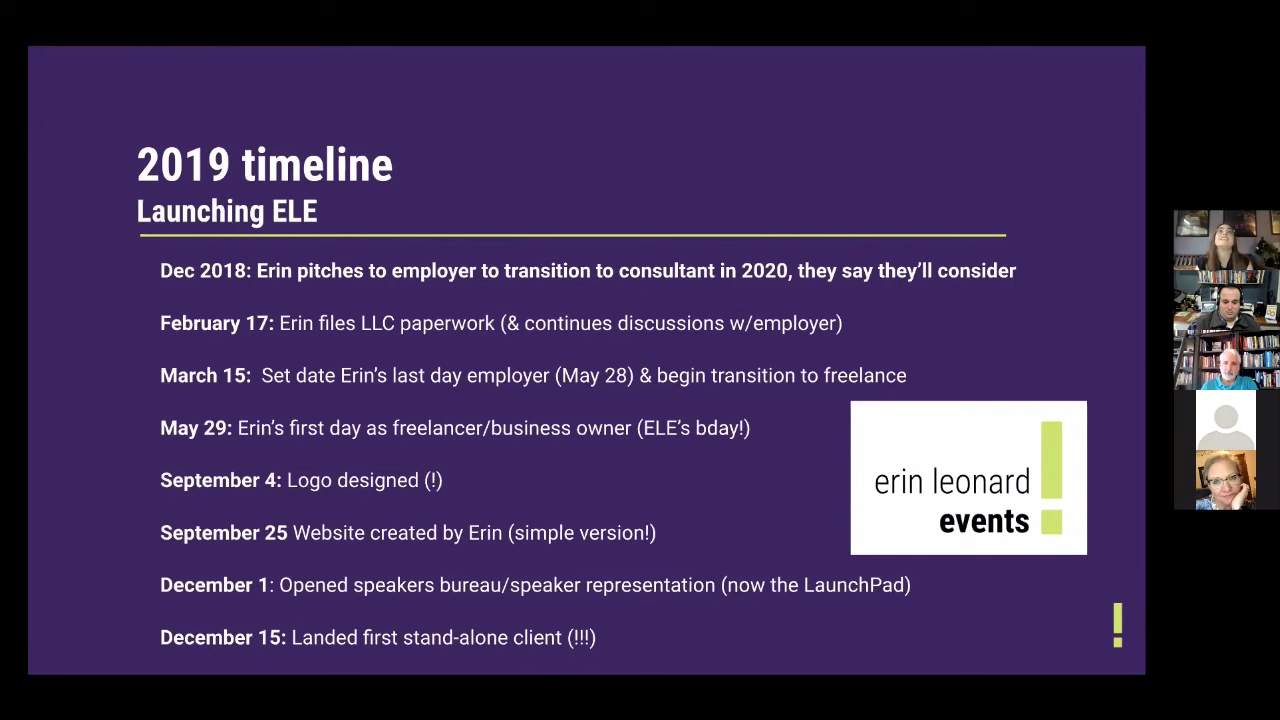 2019 timeline
Launching ELE
Dec 2018: Erin pitches to employer to transition to consultant in 2020, they say they’ll consider
February 17: Erin files LLC paperwork (& continues discussions w/employer)
March 15:  Set date Erin’s last day employer (May 28) & begin transition to freelance
May 29: Erin’s first day as freelancer/business owner (ELE’s bday!)
September 4: Logo designed (!)
September 25 Website created by Erin (simple version!)
December 1: Opened speakers bureau/speaker representation (now the LaunchPad)
December 15: Landed first stand-alone client (!!!)
erin leonard
events!
!